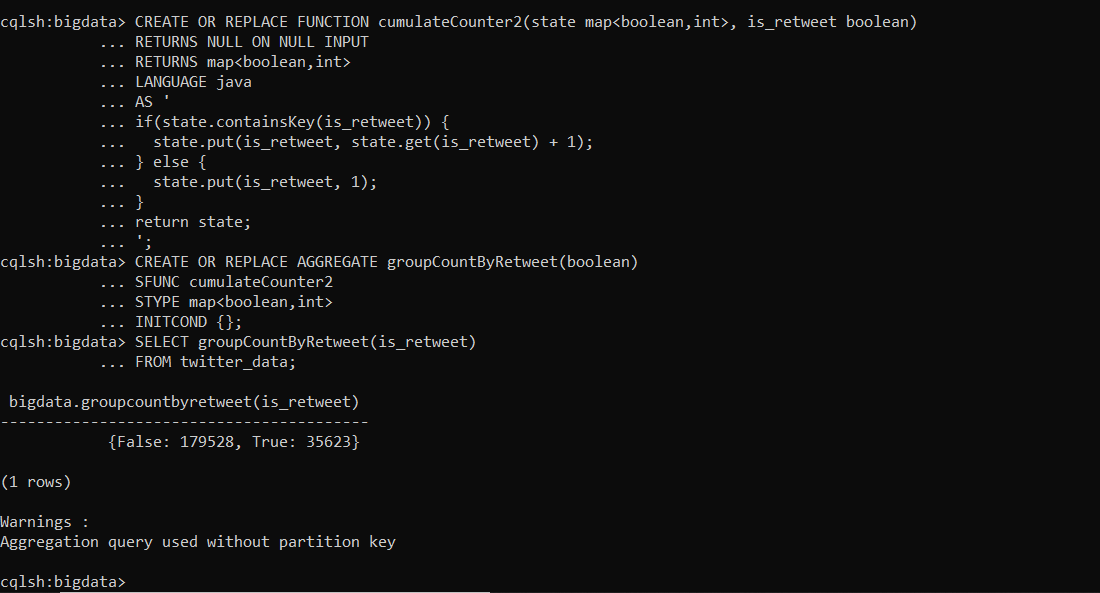 cqlsh:bigdata> CREATE OR REPLACE FUNCTION cumulateCounter2(state map<boolean,int>, is_retweet boolean)
           ... RETURNS NULL ON NULL INPUT
           ... RETURNS map<boolean,int>
           ... LANGUAGE java
           ... AS '
           ... if(state.containsKey(is_retweet)) {
           ...   state.put(is_retweet, state.get(is_retweet) + 1);
           ... } else {
           ...   state.put(is_retweet, 1);
           ... }
           ... return state;
           ... ';
cqlsh:bigdata> CREATE OR REPLACE AGGREGATE groupCountByRetweet(boolean)
           ... SFUNC cumulateCounter2
           ... STYPE map<boolean,int>
           ... INITCOND {};
cqlsh:bigdata> SELECT groupCountByRetweet(is_retweet)
           ... FROM twitter_data;

 bigdata.groupcountbyretweet(is_retweet)
-----------------------------------------
            {False: 179528, True: 35623}

(1 rows)

Warnings :
Aggregation query used without partition key

cqlsh:bigdata>